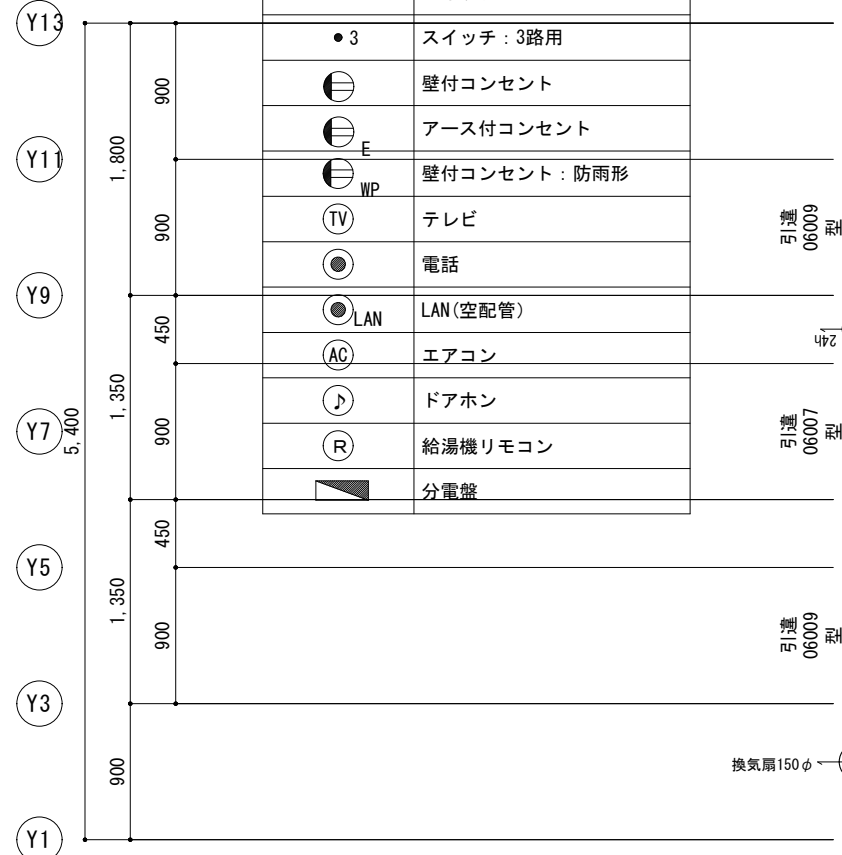 Y13
Y11
Y9
Y7
Y5
Y3
Y1
5,400
1,800
1,350
1,350
900
900
900
450
900
450
900
3 スイッチ：3路用
壁付コンセント
E アース付コンセント
WP 壁付コンセント：防雨形
TV テレビ
電話
LAN LAN(空配管)
AC エアコン
♪ ドアホン
R 給湯機リモコン
分電盤
引違
06009
型
24h
引違
06007
型
引違
06009
型
換気扇150φ